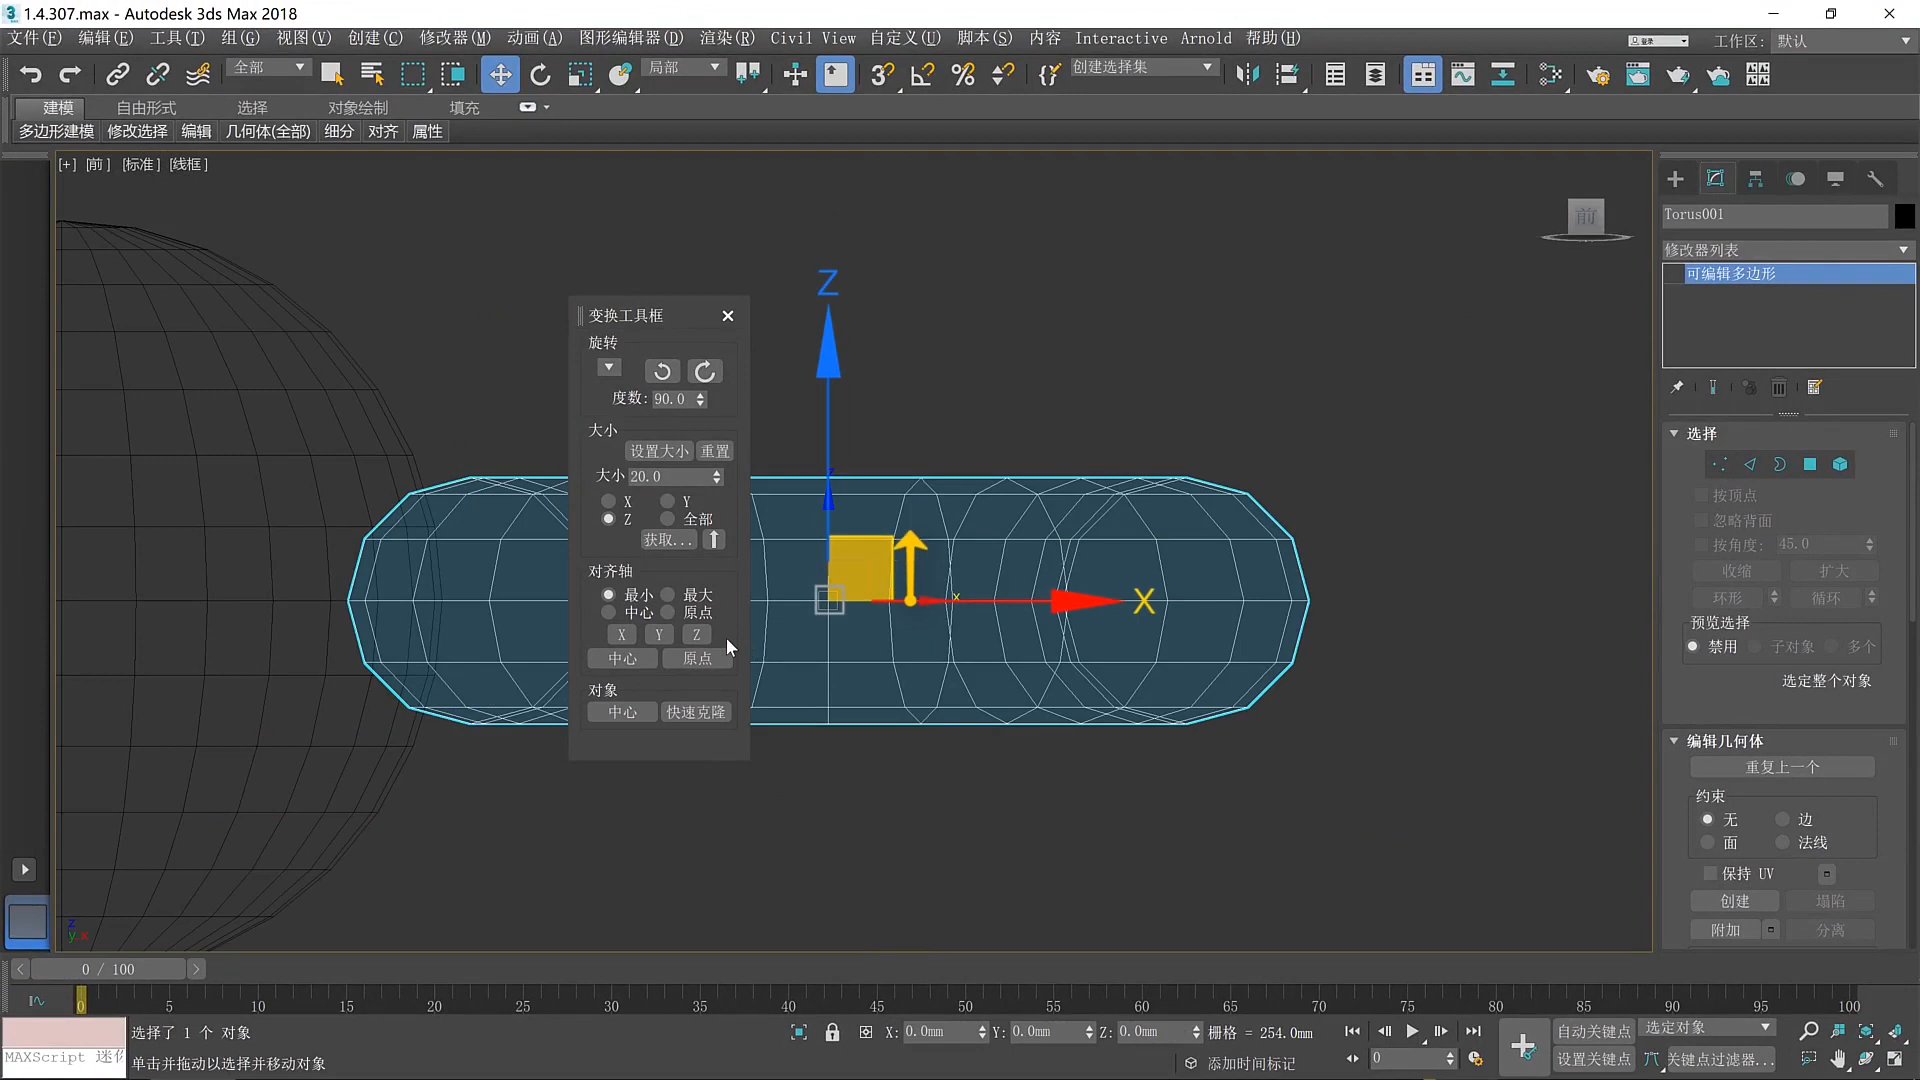 1.4.307.max - Autodesk 3ds Max 2018
文件(F) 编辑(E) 工具(T) 组(G) 视图(V) 创建(C) 修改器(M) 动画(A) 图形编辑器(D) 渲染(R) Civil View 自定义(U) 脚本(S) 内容 Interactive Arnold 帮助(H) 登录 工作区: 默认
全部 局部 创建选择集
建模 自由形式 选择 对象绘制 填充
多边形建模 修改选择 编辑 几何体(全部) 细分 对齐 属性
[+] [前] [标准] [线框]
前
Torus001
修改器列表
可编辑多边形
Z
变换工具框
旋转
度数: 90.0
大小
设置大小 重置
大小 20.0
X Y
Z 全部
获取...
对齐轴
最小 最大
中心 原点
X Y Z
中心 原点
对象
中心 快速克隆
z
x
X
选择
按顶点
忽略背面
按角度: 45.0
收缩 扩大
环形 循环
预览选择
禁用 子对象 多个
选定整个对象
编辑几何体
重复上一个
约束
无 边
面 法线
保持 UV
创建 塌陷
附加 分离
z
y x
0 / 100
0 5 10 15 20 25 30 35 40 45 50 55 60 65 70 75 80 85 90 95 100
选择了 1 个 对象 X: 0.0mm Y: 0.0mm Z: 0.0mm 栅格 = 254.0mm 自动关键点 选定对象
MAXScript 迷 单击并拖动以选择并移动对象 添加时间标记 0 设置关键点 关键点过滤器...